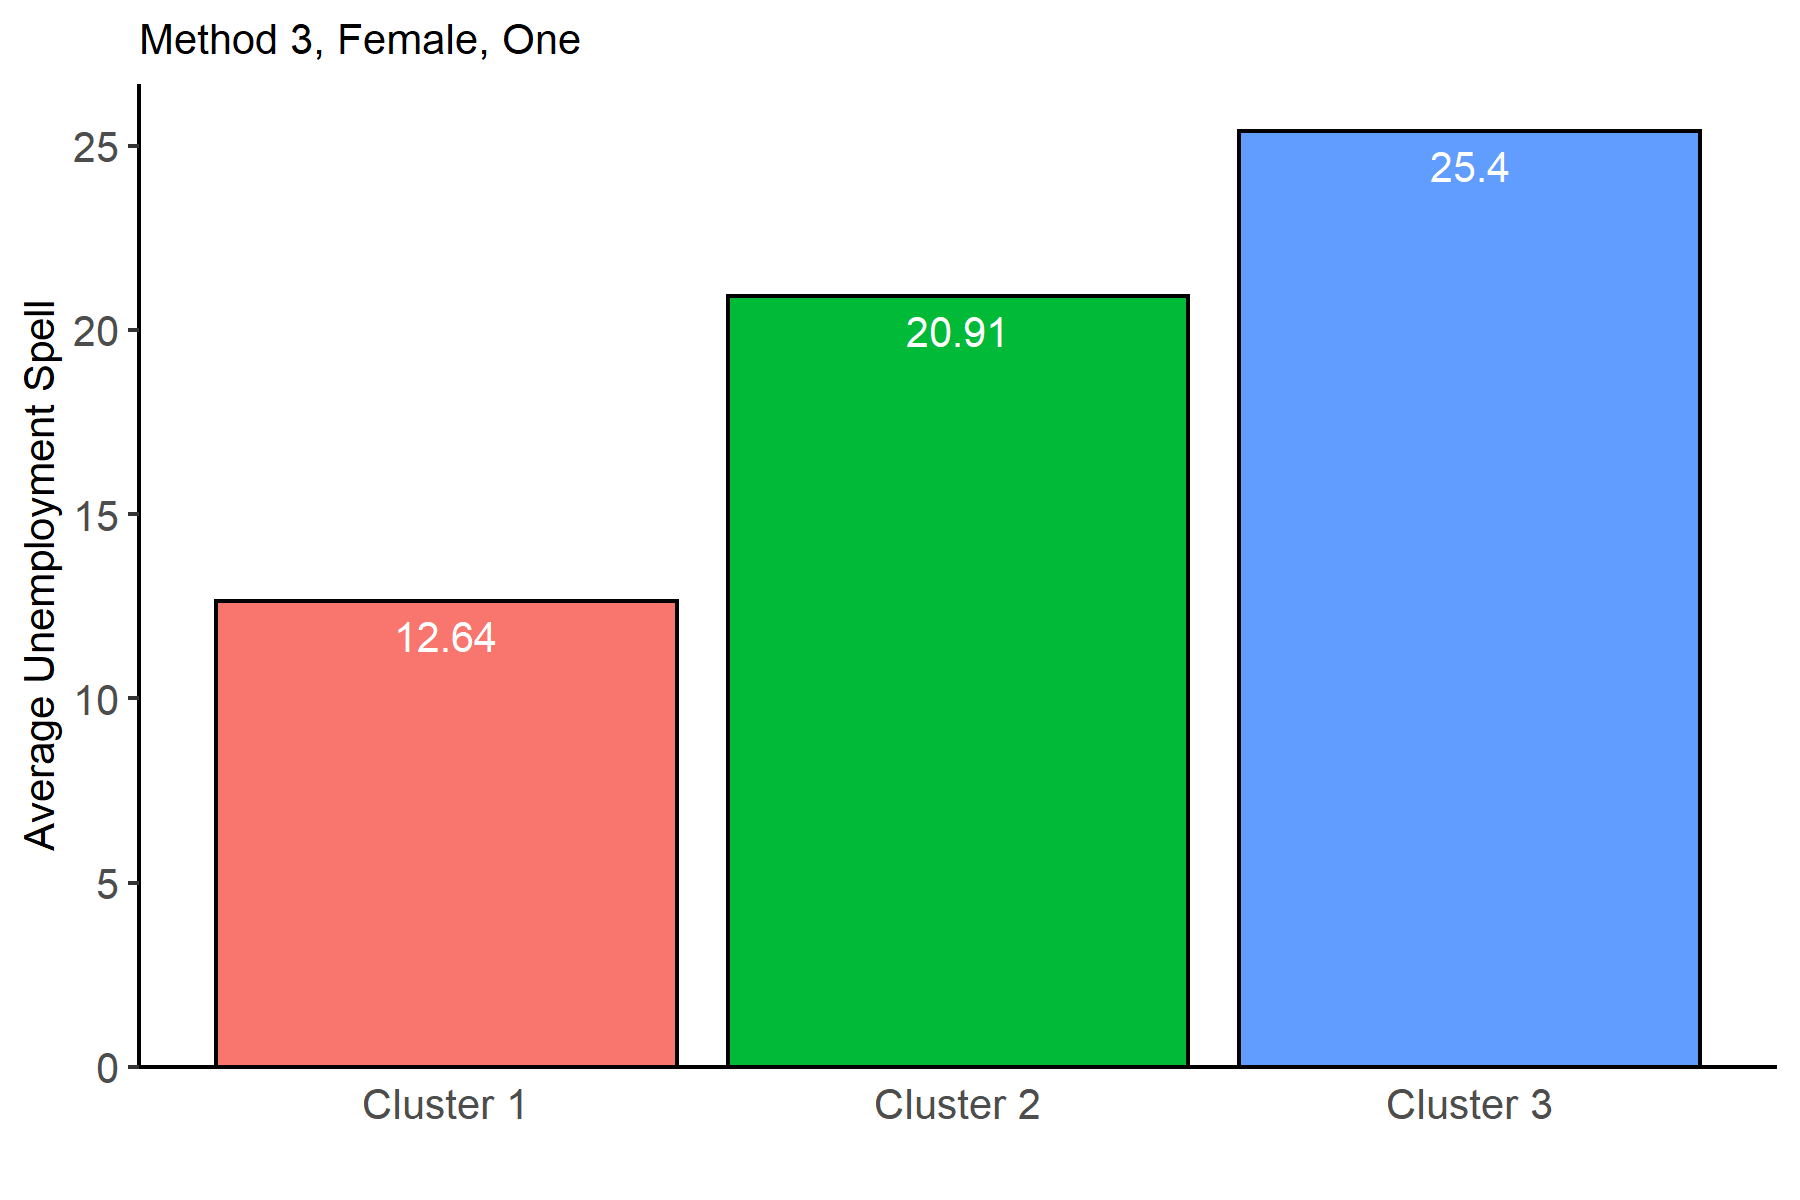 Method 3, Female, One
Average Unemployment Spell
25
20
15
10
5
0
12.64
20.91
25.4
Cluster 1
Cluster 2
Cluster 3